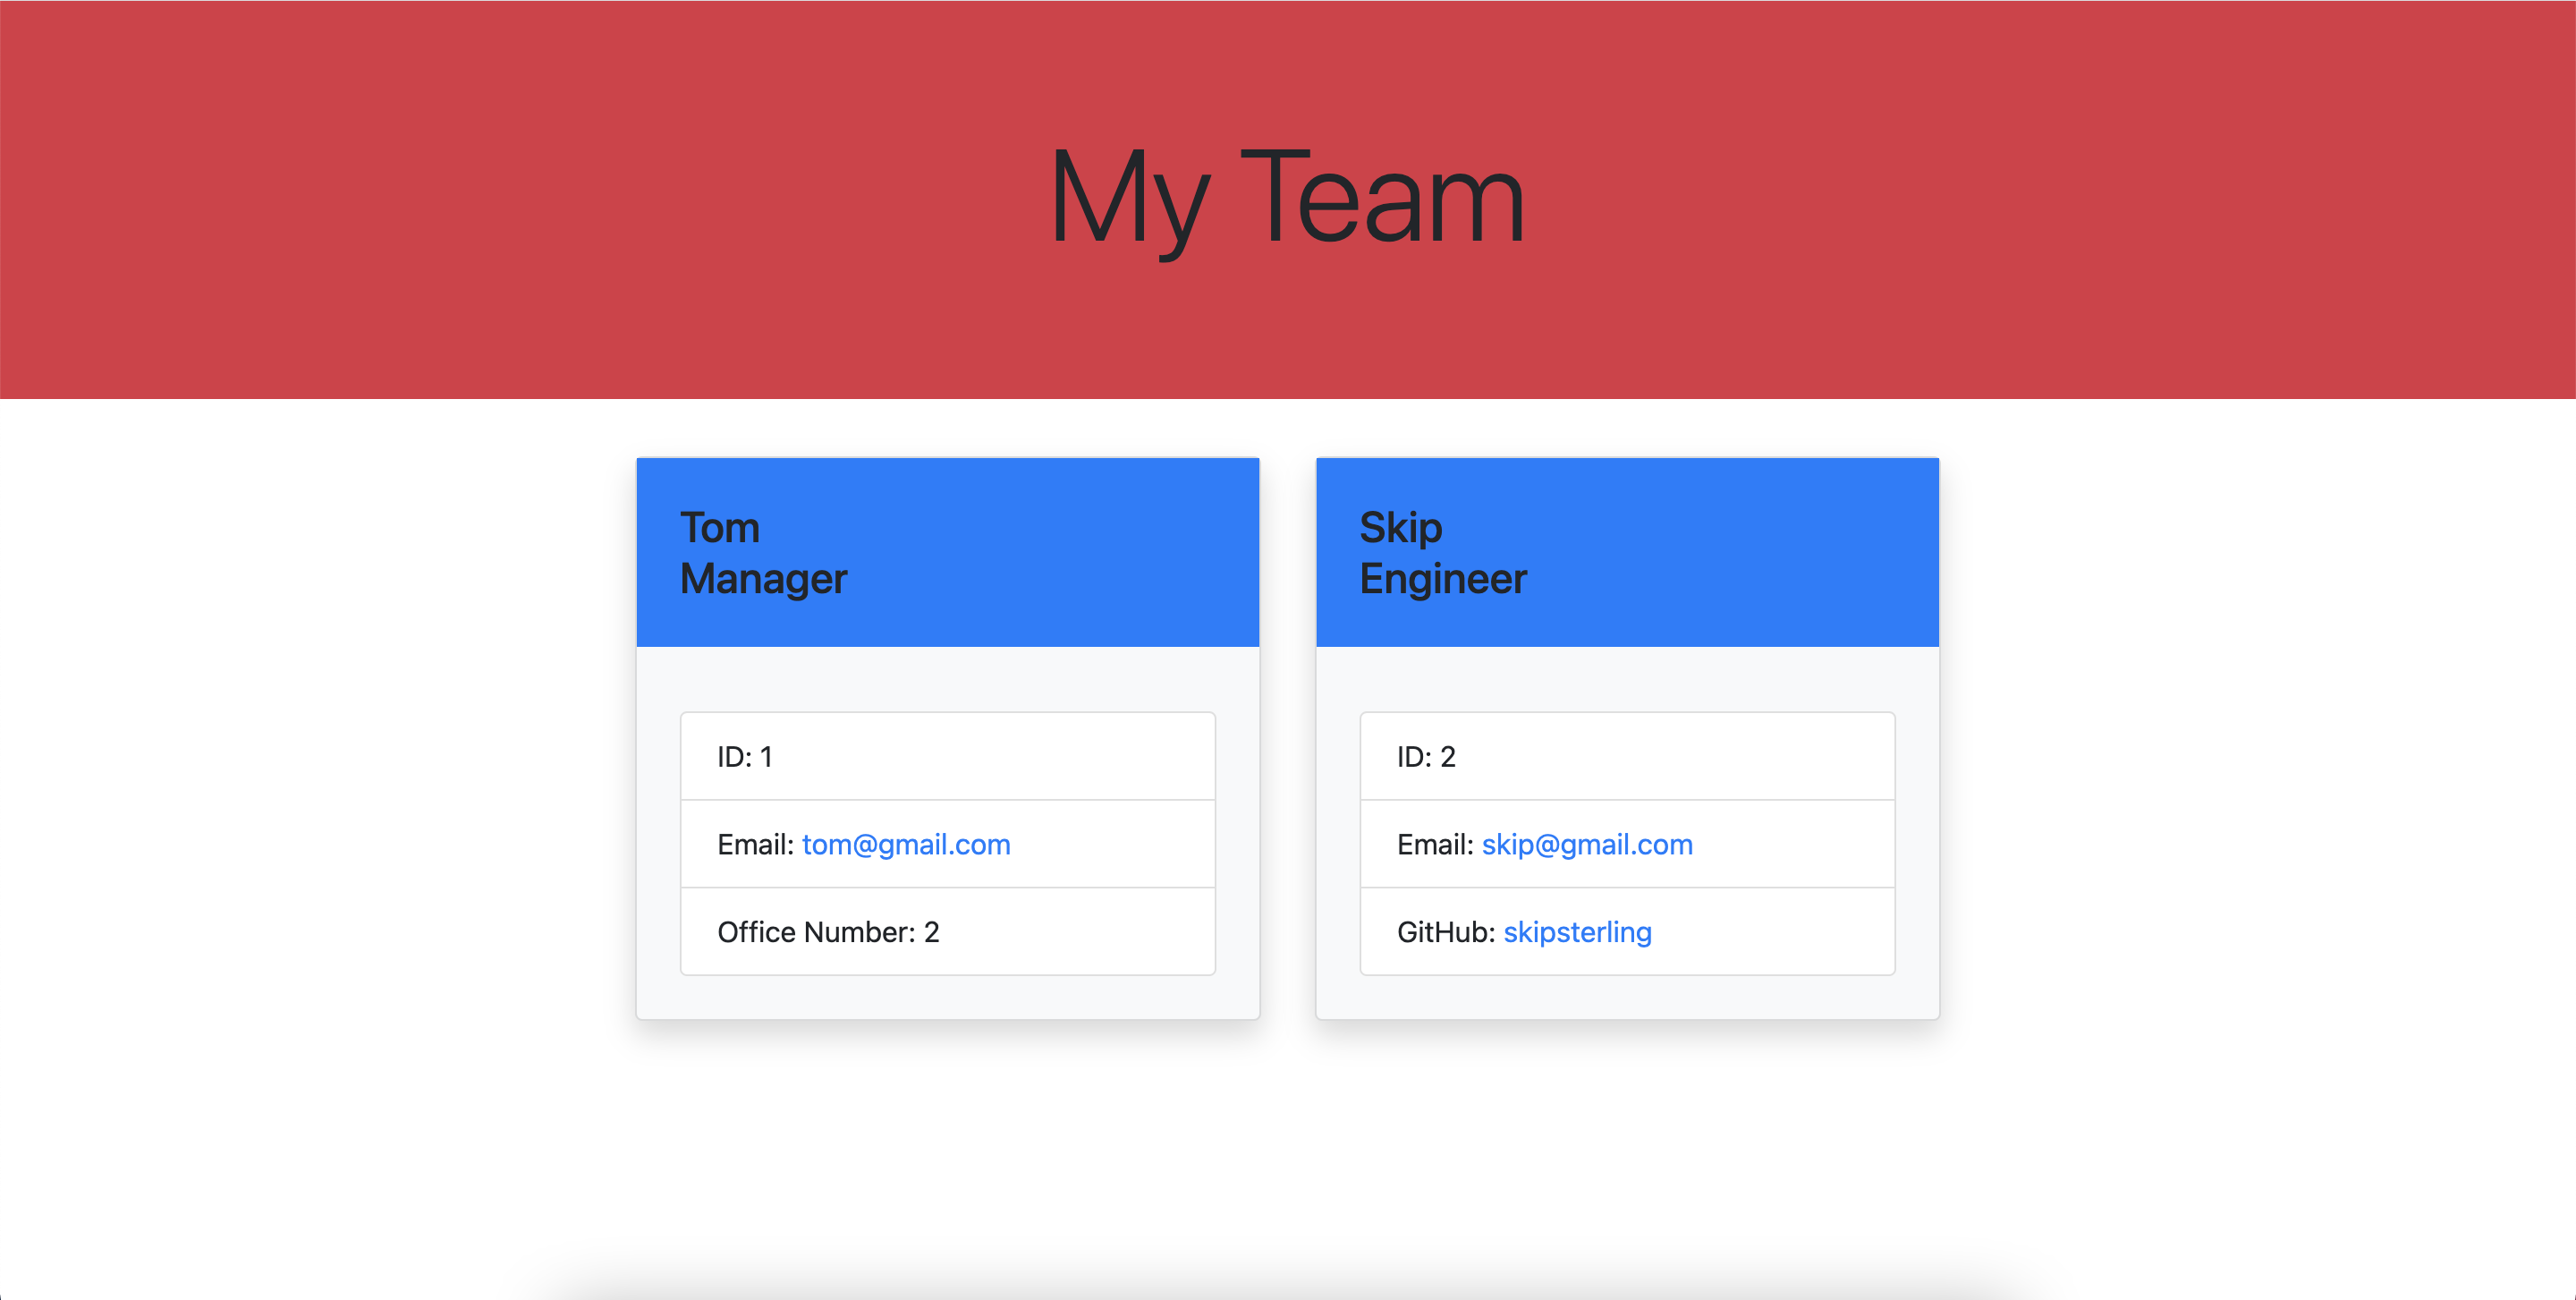 My Team
Tom
Manager
ID: 1
Email: tom@gmail.com
Office Number: 2
Skip
Engineer
ID: 2
Email: skip@gmail.com
GitHub: skipsterling